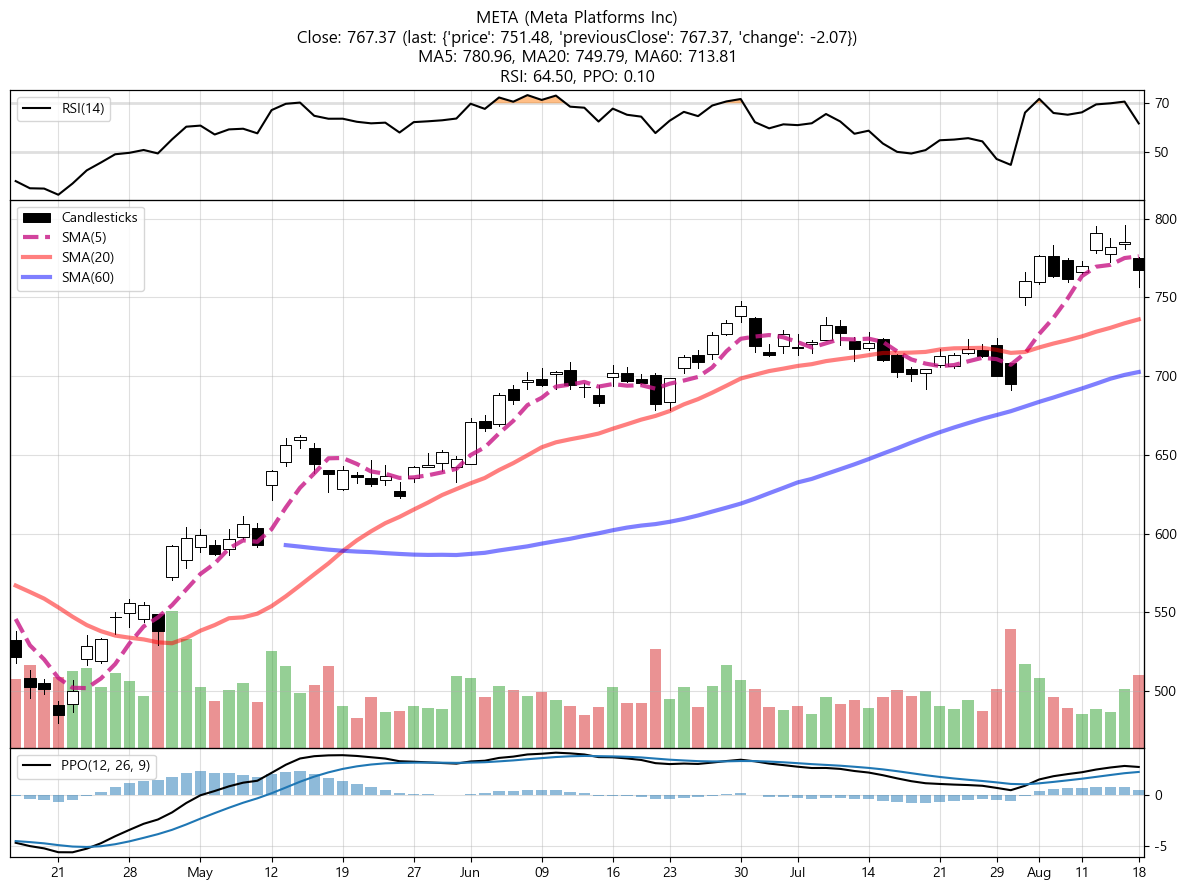 META (Meta Platforms Inc)
Close: 767.37 (last: {'price': 751.48, 'previousClose': 767.37, 'change': -2.07})
MA5: 780.96, MA20: 749.79, MA60: 713.81
RSI: 64.50, PPO: 0.10
RSI(14)
70
50
Candlesticks
SMA(5)
SMA(20)
SMA(60)
800
750
700
650
600
550
500
PPO(12, 26, 9)
0
-5
21 28 May 12 19 27 Jun 09 16 23 30 Jul 14 21 29 Aug 11 18